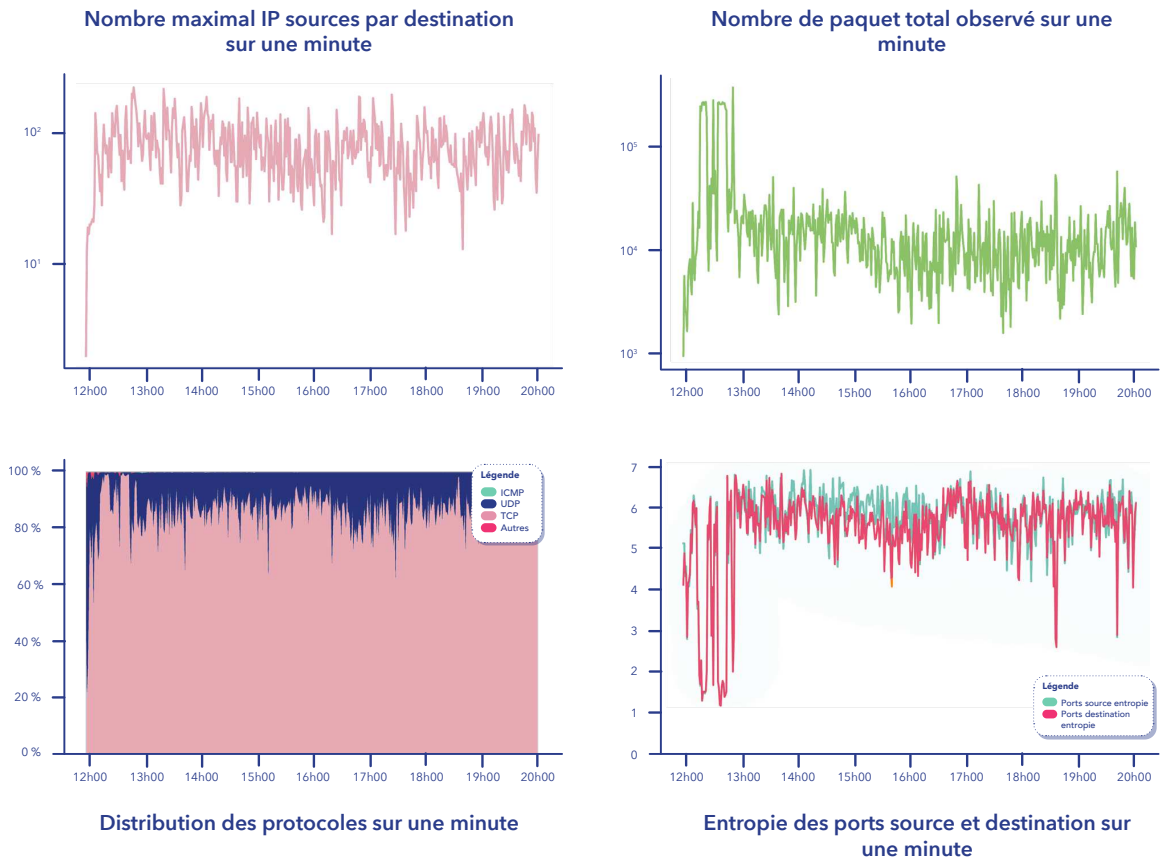 Nombre maximal IP sources par destination
sur une minute
10²
10¹
12h00 13h00 14h00 15h00 16h00 17h00 18h00 19h00 20h00
Nombre de paquet total observé sur une
minute
10⁵
10⁴
10³
12h00 13h00 14h00 15h00 16h00 17h00 18h00 19h00 20h00
100 %
80 %
60 %
40 %
20 %
0 %
Légende
ICMP
UDP
TCP
Autres
12h00 13h00 14h00 15h00 16h00 17h00 18h00 19h00 20h00
Distribution des protocoles sur une minute
7
6
5
4
3
2
1
0
Légende
Ports source entropie
Ports destination
entropie
12h00 13h00 14h00 15h00 16h00 17h00 18h00 19h00 20h00
Entropie des ports source et destination sur
une minute